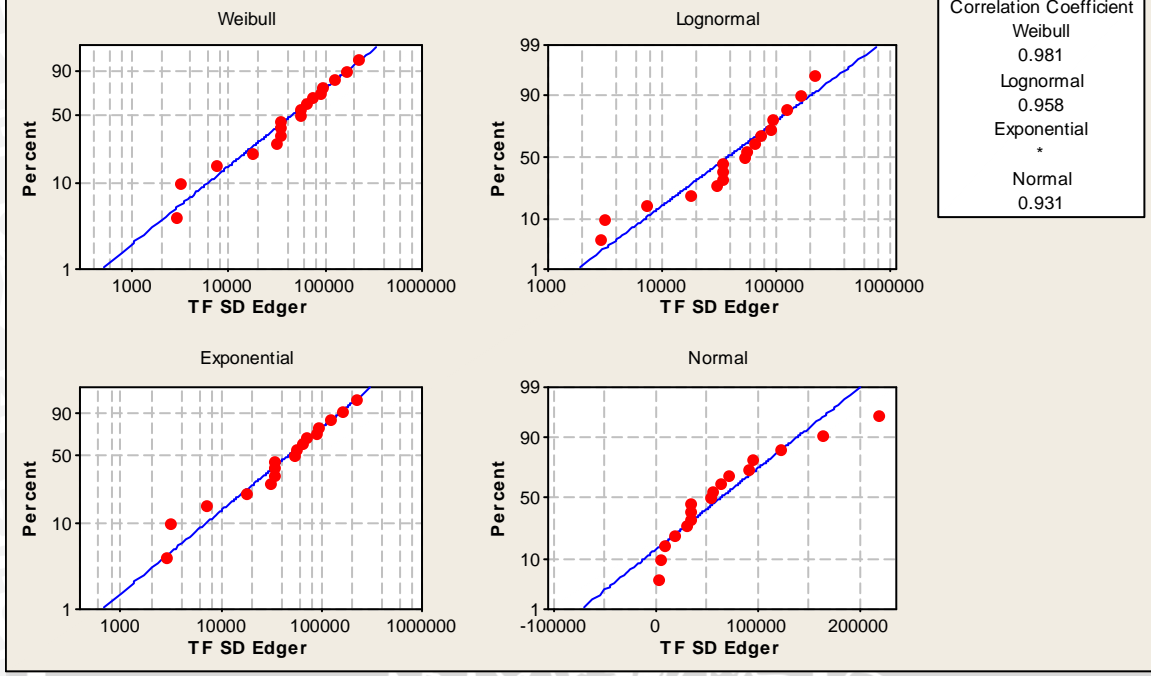 Weibull
90
50
10
1
Percent
1000 10000 100000 1000000
TF SD Edger
Lognormal
99
90
50
10
1
Percent
1000 10000 100000 1000000
TF SD Edger
Correlation Coefficient
Weibull
0.981
Lognormal
0.958
Exponential
*
Normal
0.931
Exponential
90
50
10
1
Percent
1000 10000 100000 1000000
TF SD Edger
Normal
99
90
50
10
1
Percent
-100000 0 100000 200000
TF SD Edger